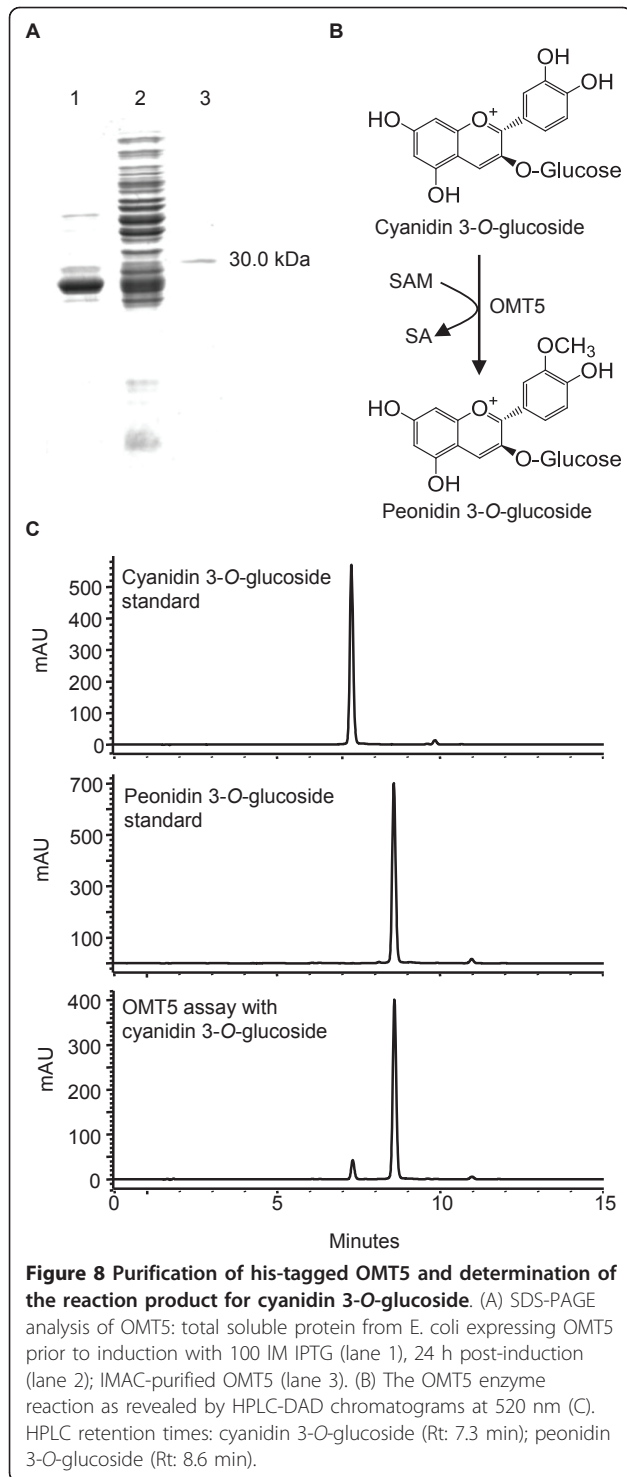 A
1 2 3
30.0 kDa
B
OH
OH
HO
O+
O-Glucose
OH
Cyanidin 3-O-glucoside
SAM
OMT5
SA
OCH3
OH
HO
O+
O-Glucose
OH
Peonidin 3-O-glucoside
C
Cyanidin 3-O-glucoside
standard
mAU
500
400
300
200
100
0
Peonidin 3-O-glucoside
standard
mAU
700
500
300
100
OMT5 assay with
cyanidin 3-O-glucoside
mAU
400
300
200
100
0
0 5 10 15
Minutes
Figure 8 Purification of his-tagged OMT5 and determination of
the reaction product for cyanidin 3-O-glucoside. (A) SDS-PAGE
analysis of OMT5: total soluble protein from E. coli expressing OMT5
prior to induction with 100 lM IPTG (lane 1), 24 h post-induction
(lane 2); IMAC-purified OMT5 (lane 3). (B) The OMT5 enzyme
reaction as revealed by HPLC-DAD chromatograms at 520 nm (C).
HPLC retention times: cyanidin 3-O-glucoside (Rt: 7.3 min); peonidin
3-O-glucoside (Rt: 8.6 min).